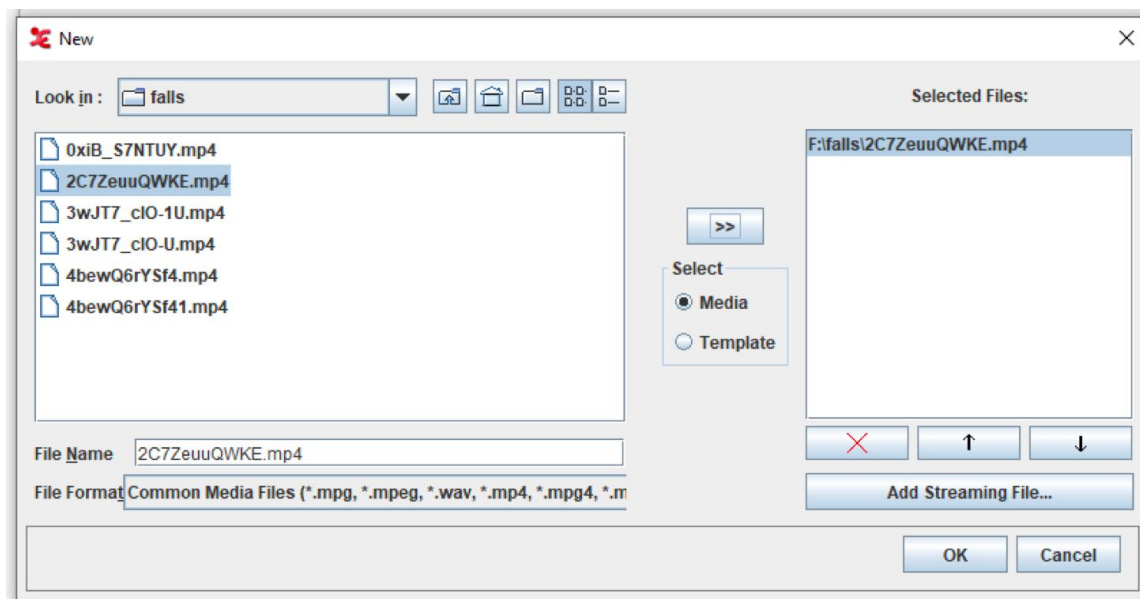 New
Look in :
falls
Selected Files:
0xiB_S7NTUY.mp4
2C7ZeuuQWKE.mp4
3wJT7_clO-1U.mp4
3wJT7_clO-U.mp4
4bewQ6rYSf4.mp4
4bewQ6rYSf41.mp4
>>
Select
Media
Template
F:\falls\2C7ZeuuQWKE.mp4
File Name
2C7ZeuuQWKE.mp4
File Format
Common Media Files (*.mpg, *.mpeg, *.wav, *.mp4, *.mpg4, *.m
Add Streaming File...
OK
Cancel